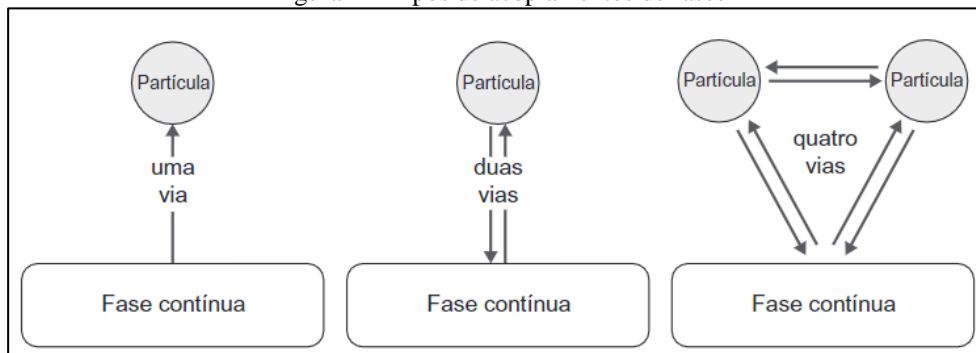 Partícula
uma
via
Fase contínua
Partícula
duas
vias
Fase contínua
Partícula
Partícula
quatro
vias
Fase contínua